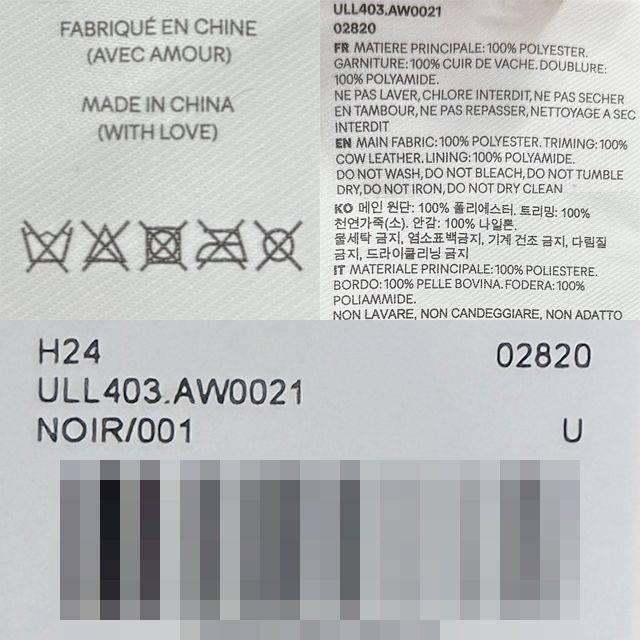 FABRIQUÉ EN CHINE
(AVEC AMOUR)
MADE IN CHINA
(WITH LOVE)
ULL403.AW0021
02820
FR MATIERE PRINCIPALE: 100% POLYESTER.
GARNITURE: 100% CUIR DE VACHE. DOUBLURE:
100% POLYAMIDE.
NE PAS LAVER, CHLORE INTERDIT, NE PAS SECHER
EN TAMBOUR, NE PAS REPASSER, NETTOYAGE A SEC
INTERDIT
EN MAIN FABRIC: 100% POLYESTER. TRIMING: 100%
COW LEATHER. LINING: 100% POLYAMIDE.
DO NOT WASH, DO NOT BLEACH, DO NOT TUMBLE
DRY, DO NOT IRON, DO NOT DRY CLEAN
KO 메인 원단: 100% 폴리에스터. 트리밍: 100%
천연가죽(소). 안감: 100% 나일론.
물세탁 금지, 염소표백금지, 기계 건조 금지, 다림질
금지, 드라이클리닝 금지
IT MATERIALE PRINCIPALE: 100% POLIESTERE.
BORDO: 100% PELLE BOVINA. FODERA: 100%
POLIAMMIDE.
NON LAVARE, NON CANDEGGIARE, NON ADATTO
H24 02820
ULL403.AW0021
NOIR/001 U